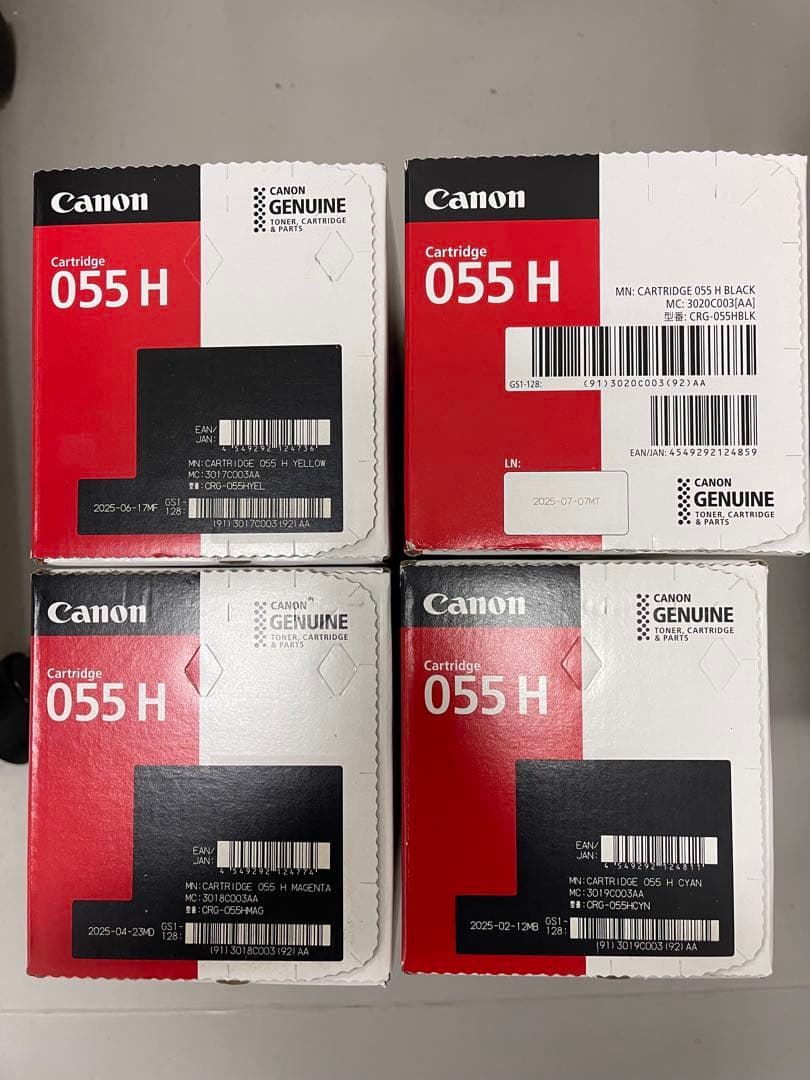 Canon
CANON
GENUINE
TONER, CARTRIDGE
& PARTS
Cartridge
055 H
EAN/
JAN:
4 549292 124736
MN:CARTRIDGE 055 H YELLOW
MC:3017C003AA
型番:CRG-055HYEL
2025-06-17MF
GS1-
128:
(91)3017C003(92)AA
Canon
Cartridge
055 H
MN: CARTRIDGE 055 H BLACK
MC: 3020C003[AA]
型番: CRG-055HBLK
GS1-128:
(91)3020C003(92)AA
EAN/JAN: 4549292124859
LN:
2025-07-07MT
CANON
GENUINE
TONER, CARTRIDGE
& PARTS
Canon
CANON
GENUINE
TONER, CARTRIDGE
& PARTS
Cartridge
055 H
EAN/
JAN:
4 549292 124774
MN:CARTRIDGE 055 H MAGENTA
MC:3018C003AA
型番:CRG-055HMAG
2025-04-23MD
GS1-
128:
(91)3018C003(92)AA
Canon
CANON
GENUINE
TONER, CARTRIDGE
& PARTS
Cartridge
055 H
EAN/
JAN:
4 549292 124811
MN:CARTRIDGE 055 H CYAN
MC:3019C003AA
型番:CRG-055HCYN
2025-02-12MB
GS1-
128:
(91)3019C003(92)AA